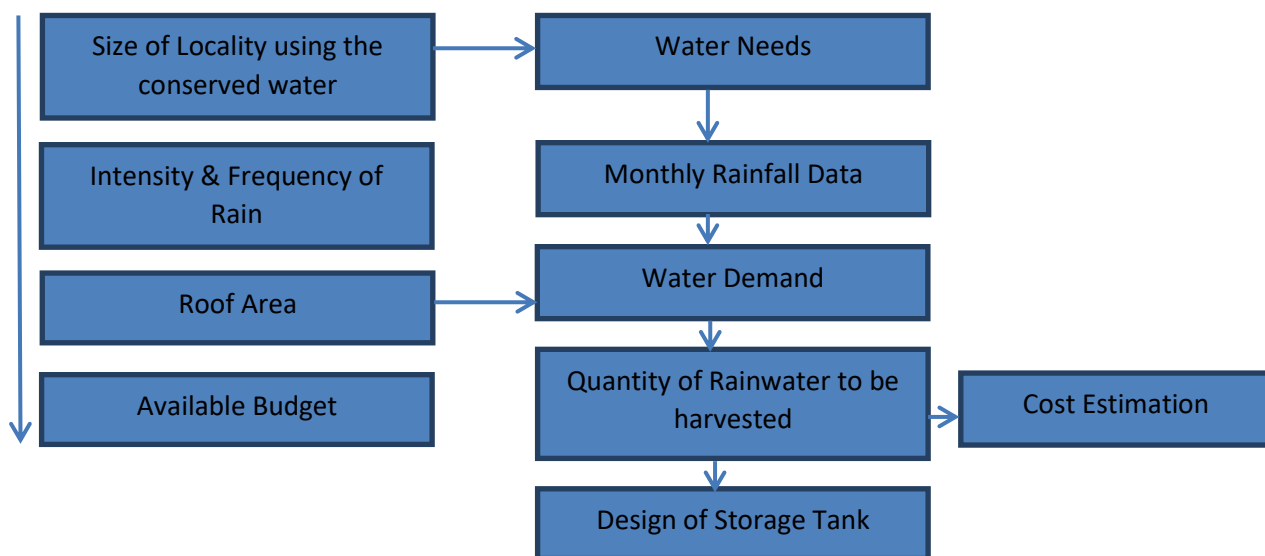 Size of Locality using the
conserved water
Intensity & Frequency of
Rain
Roof Area
Available Budget
Water Needs
Monthly Rainfall Data
Water Demand
Quantity of Rainwater to be
harvested
Design of Storage Tank
Cost Estimation